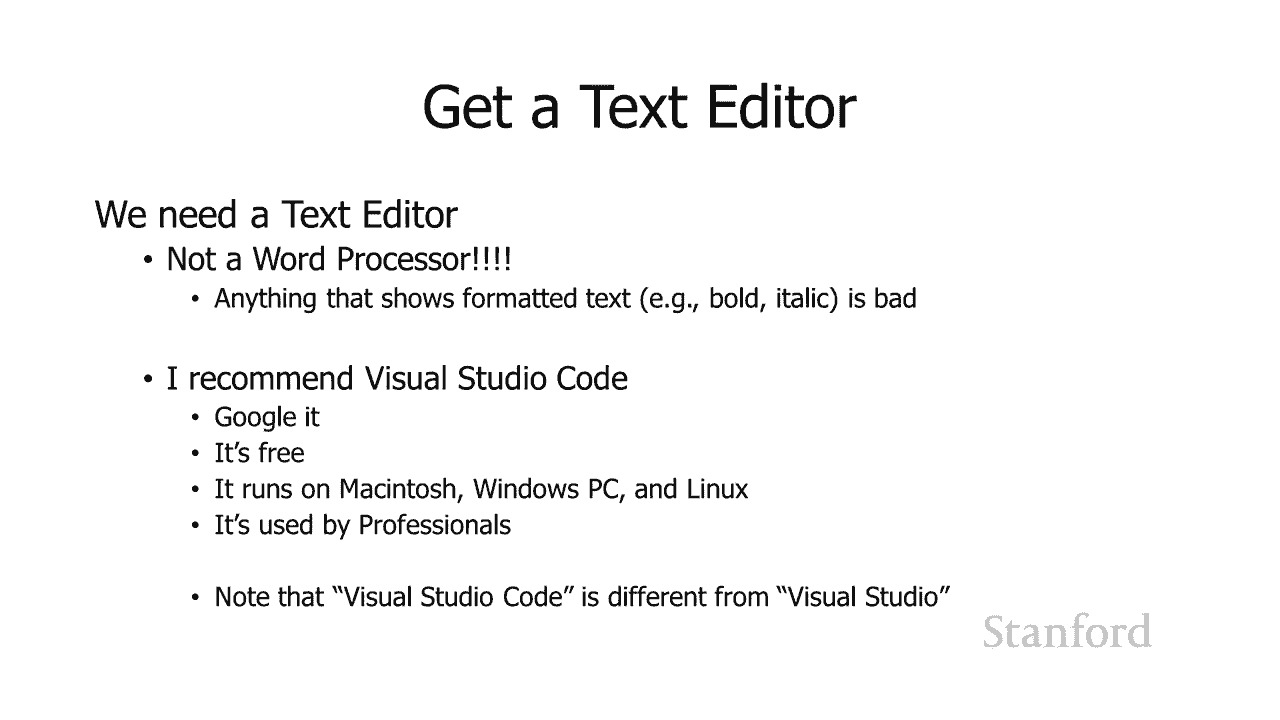 Get a Text Editor
We need a Text Editor
• Not a Word Processor!!!!
• Anything that shows formatted text (e.g., bold, italic) is bad
• I recommend Visual Studio Code
• Google it
• It’s free
• It runs on Macintosh, Windows PC, and Linux
• It’s used by Professionals
• Note that “Visual Studio Code” is different from “Visual Studio”
Stanford